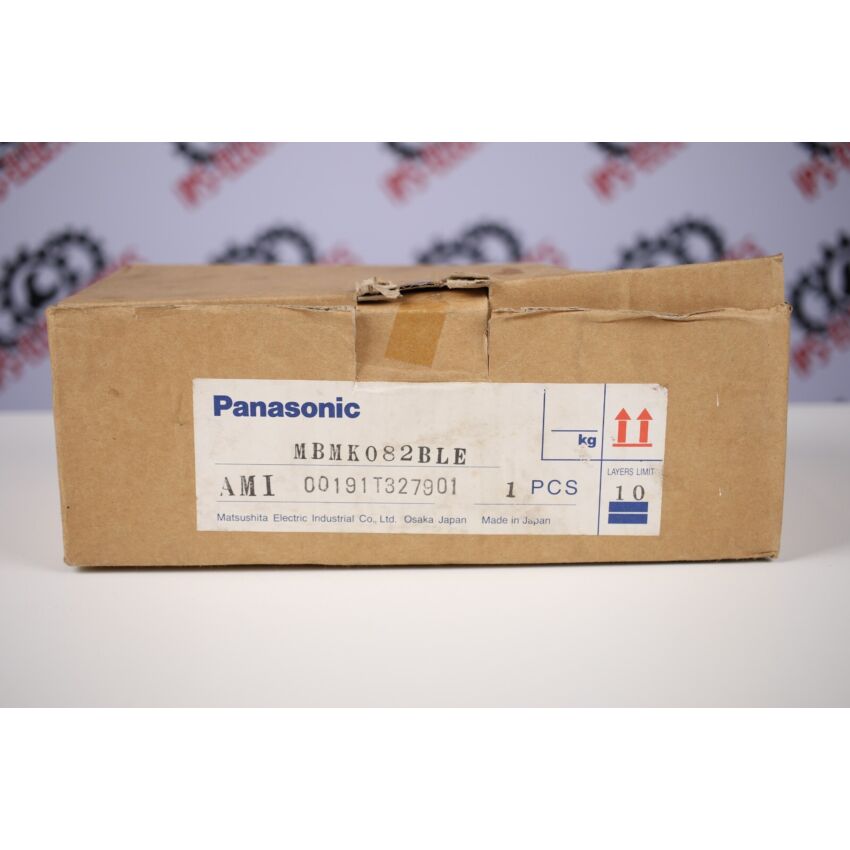 Panasonic
MBMK082BLE
kg
AMI 00191T327901 1 PCS
LAYERS LIMIT
10
Matsushita Electric Industrial Co., Ltd. Osaka Japan Made in Japan